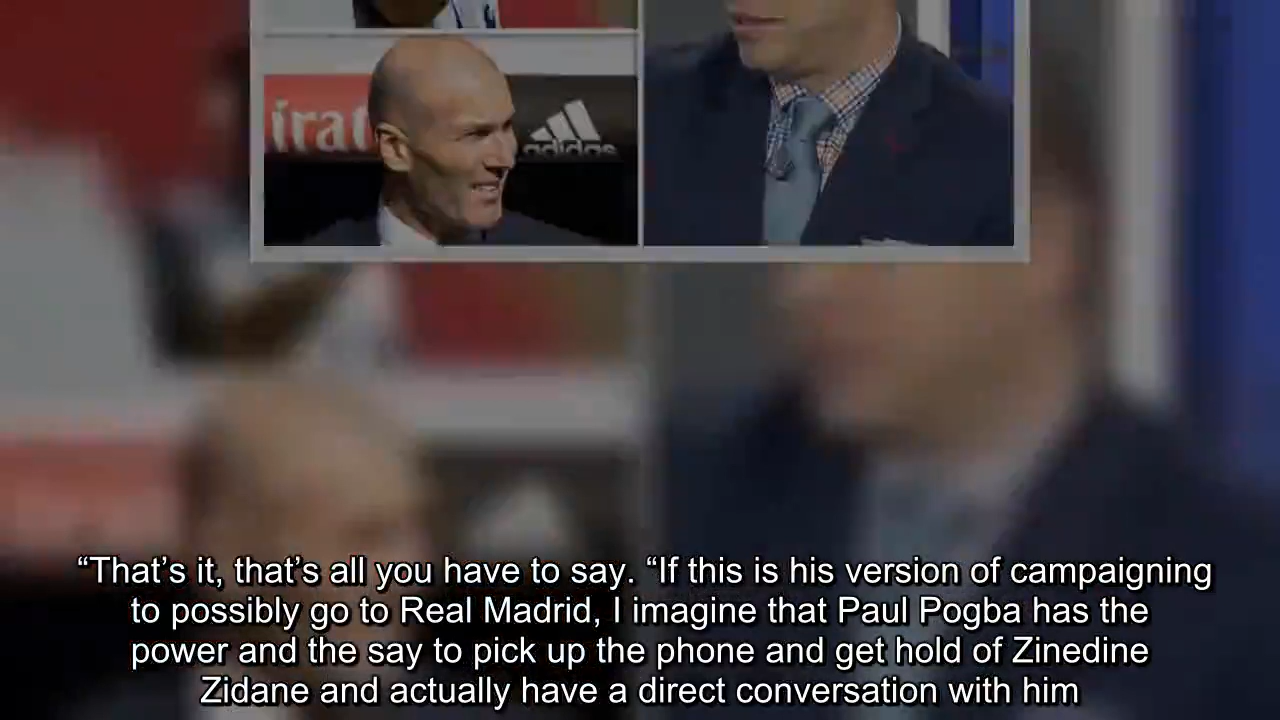 irat
adidas
“That’s it, that’s all you have to say. “If this is his version of campaigning
to possibly go to Real Madrid, I imagine that Paul Pogba has the
power and the say to pick up the phone and get hold of Zinedine
Zidane and actually have a direct conversation with him